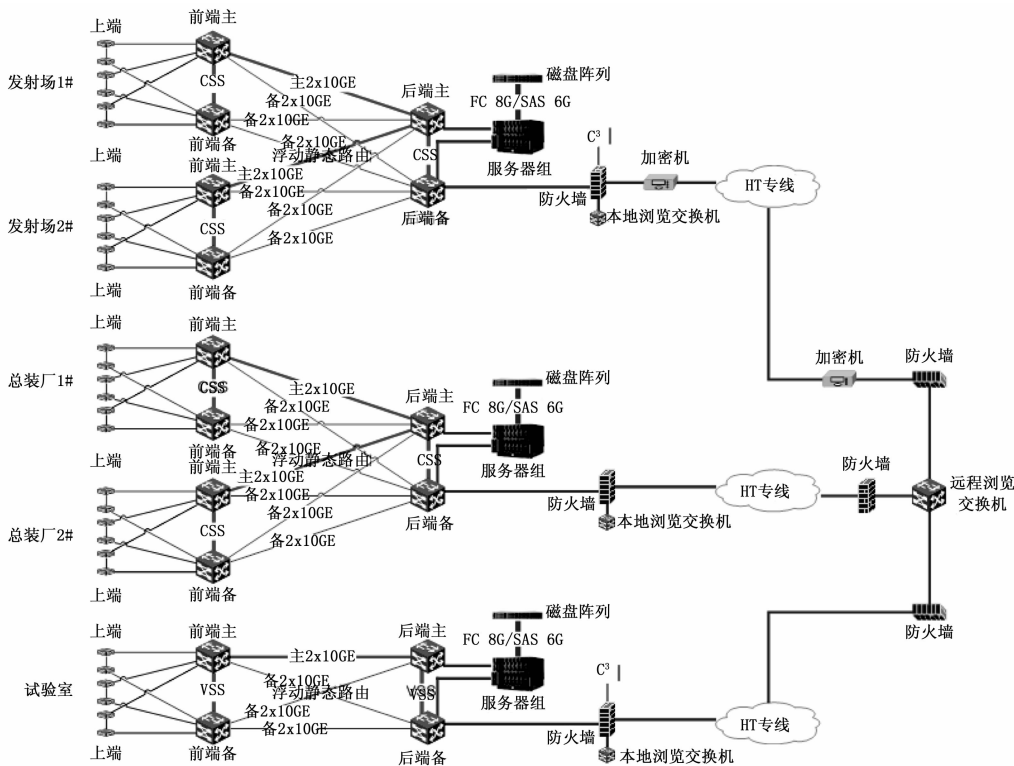 上端
前端主
发射场1#
CSS
前端备
上端
主2x10GE
备2x10GE
备2x10GE
备2x10GE
浮动静态路由
后端主
CSS
后端备
磁盘阵列
FC 8G/SAS 6G
服务器组
C³
防火墙
本地浏览交换机
加密机
HT专线
上端
前端主
发射场2#
CSS
前端备
上端
主2x10GE
备2x10GE
备2x10GE
备2x10GE
上端
前端主
总装厂1#
CSS
前端备
上端
主2x10GE
备2x10GE
备2x10GE
备2x10GE
浮动静态路由
后端主
CSS
后端备
磁盘阵列
FC 8G/SAS 6G
服务器组
防火墙
本地浏览交换机
HT专线
防火墙
加密机
防火墙
远程浏览
交换机
防火墙
前端主
总装厂2#
CSS
前端备
上端
主2x10GE
备2x10GE
备2x10GE
备2x10GE
上端
前端主
试验室
VSS
前端备
上端
主2x10GE
备2x10GE
浮动静态路由
备2x10GE
备2x10GE
后端主
VSS
后端备
磁盘阵列
FC 8G/SAS 6G
服务器组
C³
防火墙
本地浏览交换机
HT专线